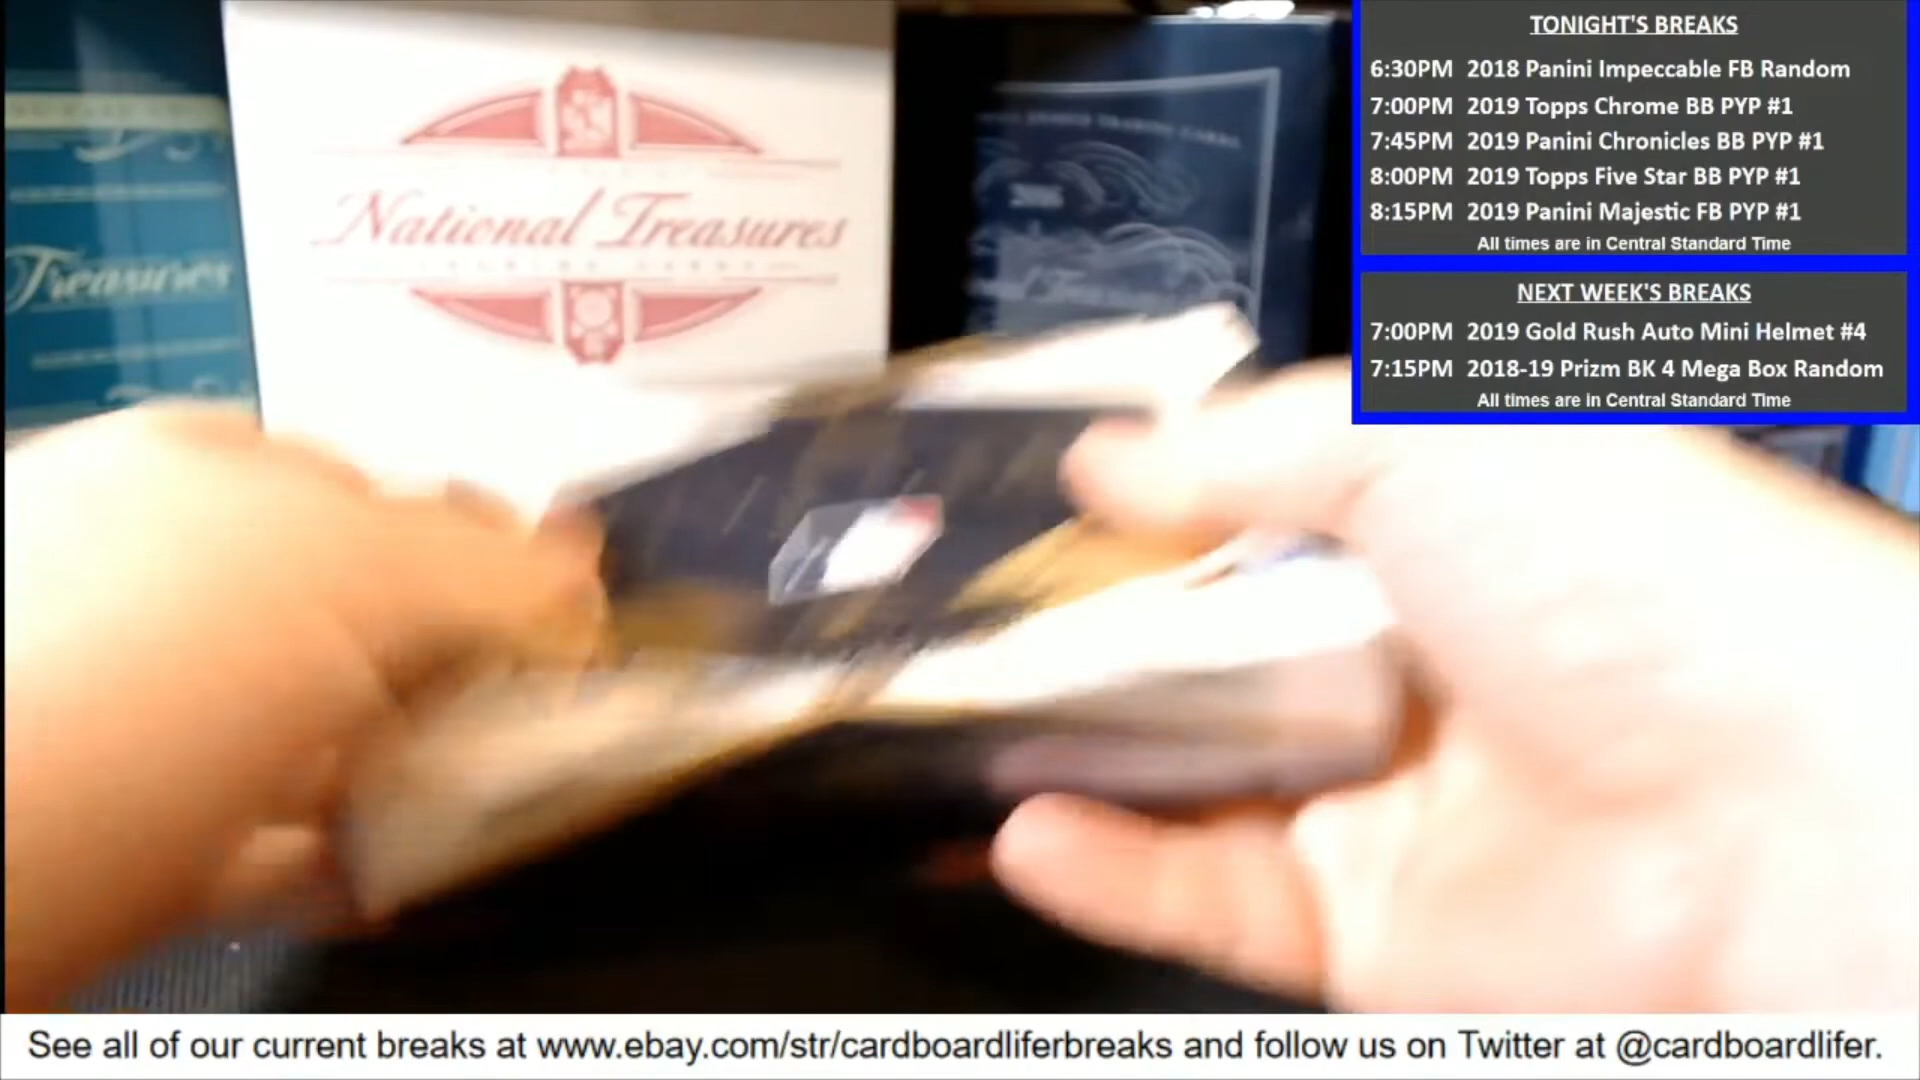 TONIGHT'S BREAKS
6:30PM 2018 Panini Impeccable FB Random
7:00PM 2019 Topps Chrome BB PYP #1
7:45PM 2019 Panini Chronicles BB PYP #1
8:00PM 2019 Topps Five Star BB PYP #1
8:15PM 2019 Panini Majestic FB PYP #1
All times are in Central Standard Time
NEXT WEEK'S BREAKS
7:00PM 2019 Gold Rush Auto Mini Helmet #4
7:15PM 2018-19 Prizm BK 4 Mega Box Random
All times are in Central Standard Time
National Treasures
Treasures
See all of our current breaks at www.ebay.com/str/cardboardliferbreaks and follow us on Twitter at @cardboardlifer.